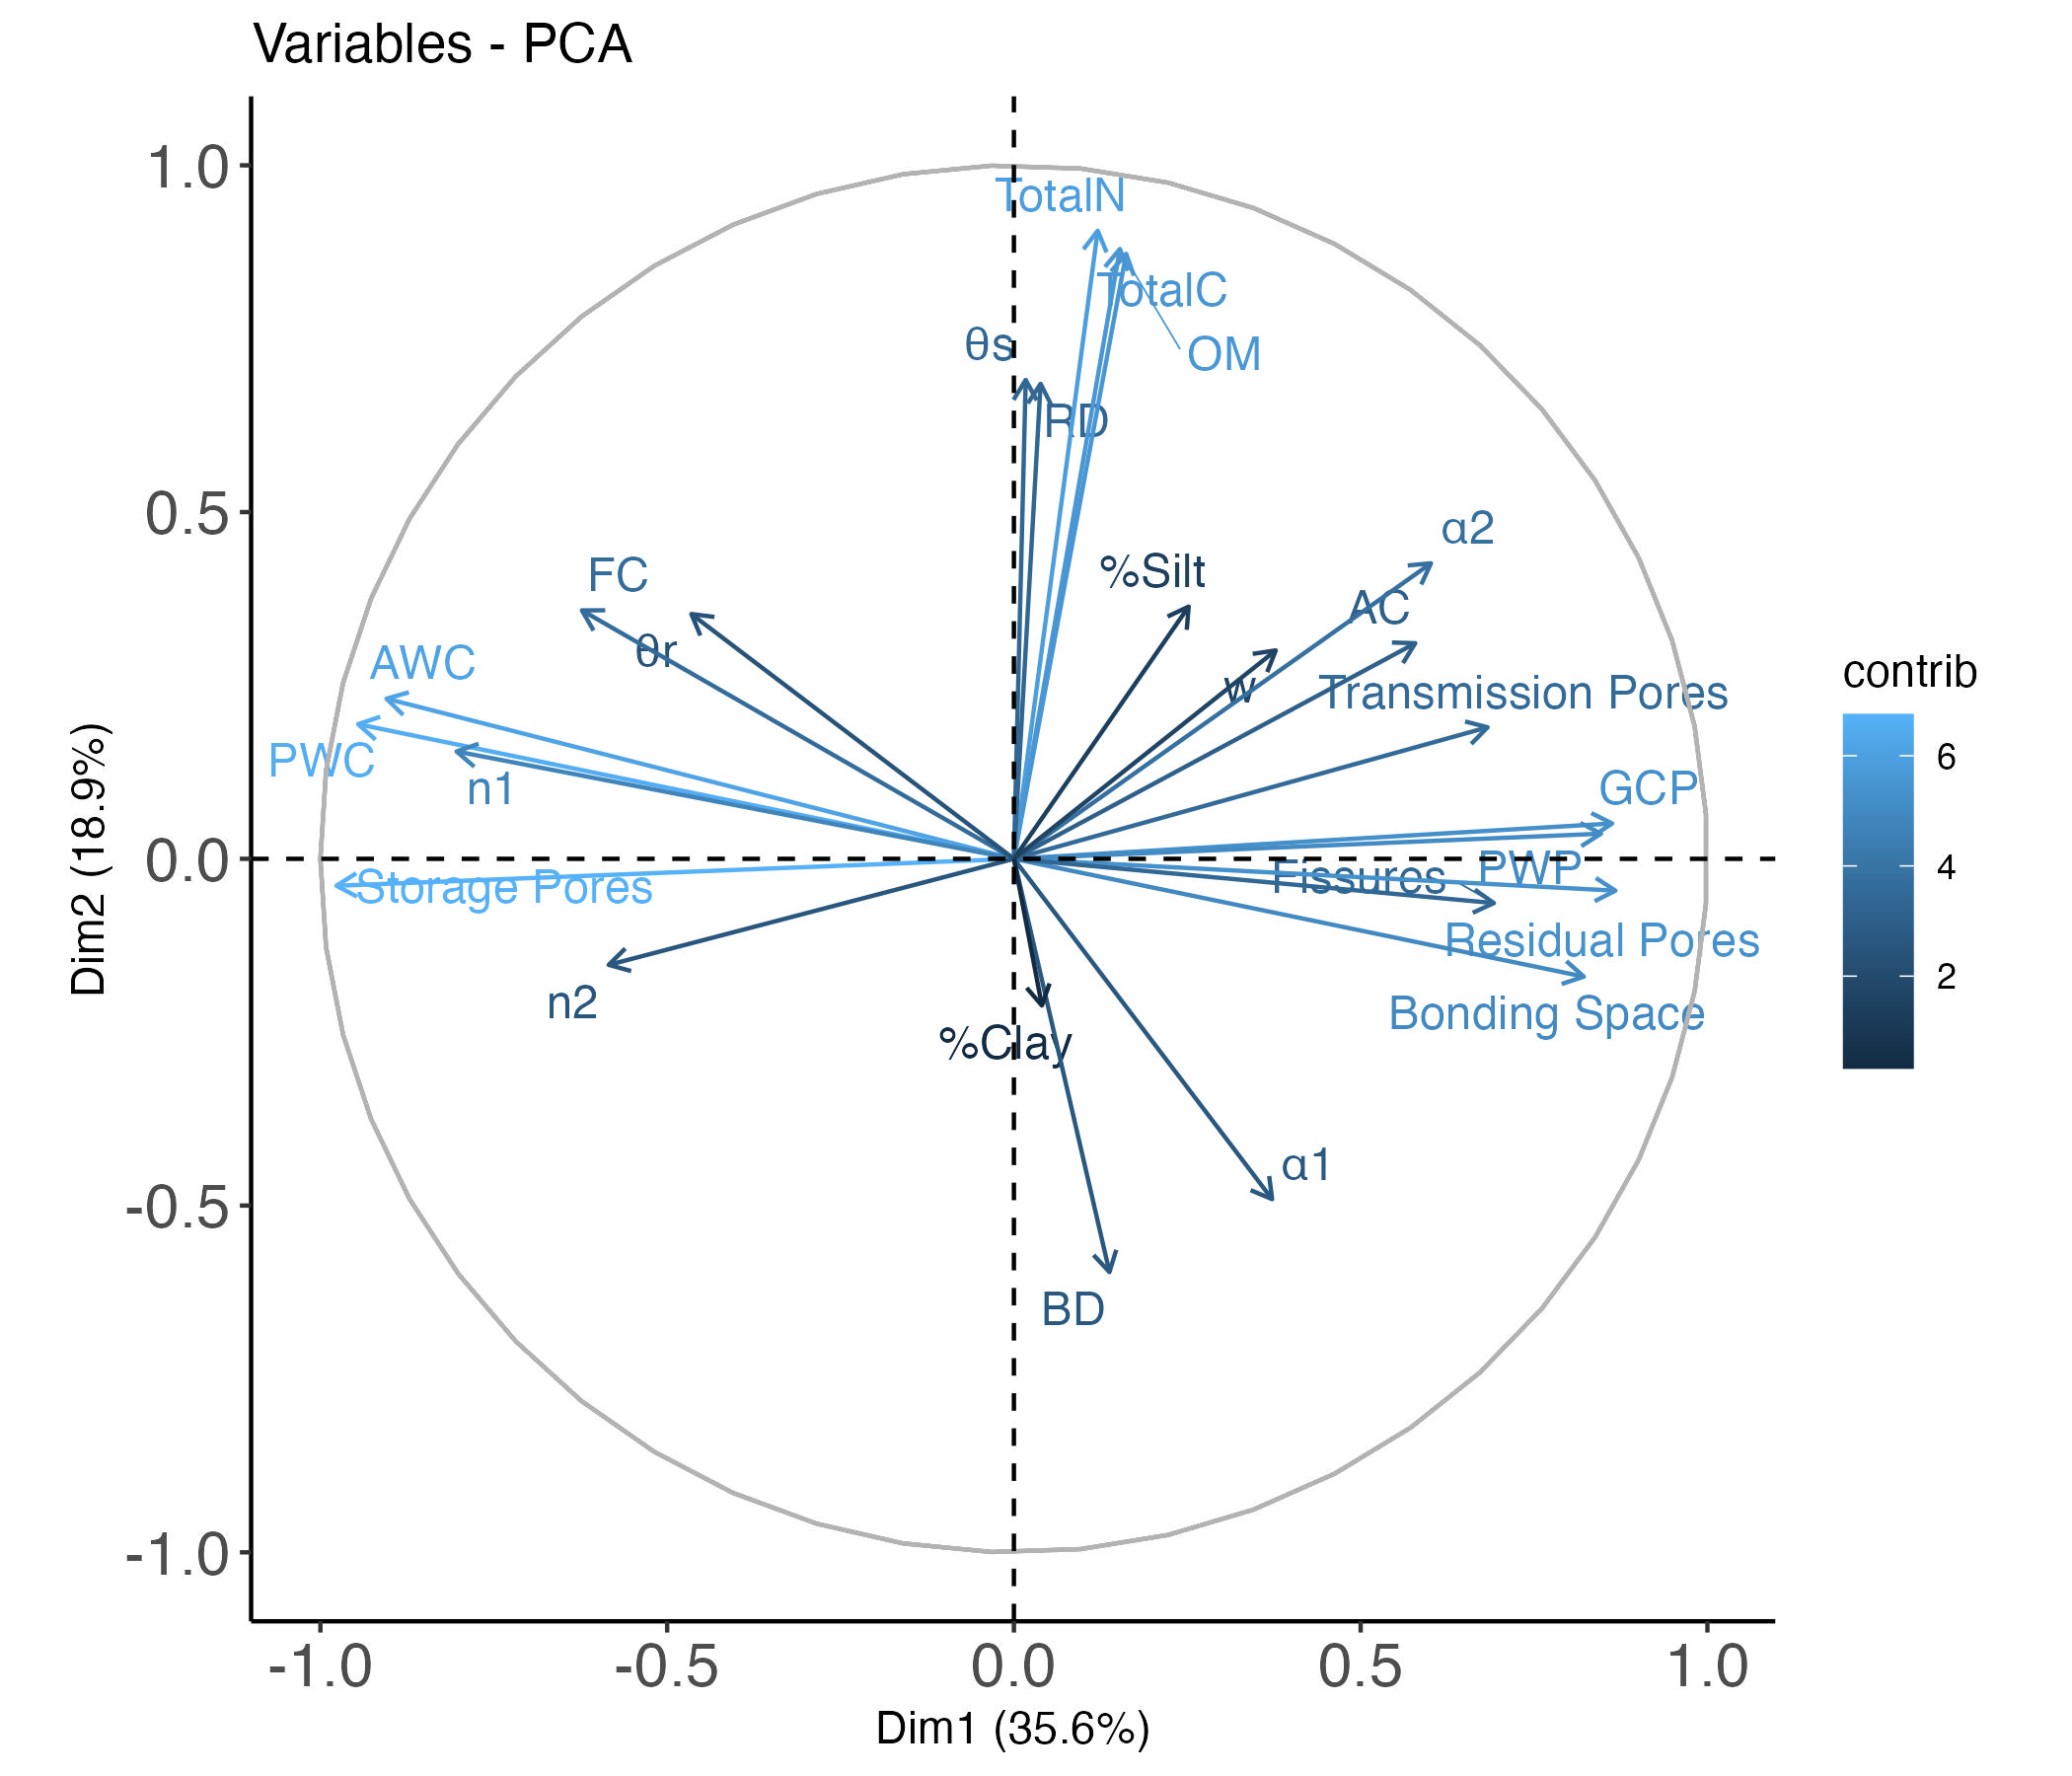 Variables - PCA
1.0
0.5
0.0
-0.5
-1.0
Dim2 (18.9%)
TotalN
TotalC
θs
OM
RD
α2
%Silt
FC
AC
θr
AWC
w
Transmission Pores
PWC
n1
GCP
Fissures
PWP
Storage Pores
Residual Pores
n2
Bonding Space
%Clay
α1
BD
-1.0
-0.5
0.0
0.5
1.0
Dim1 (35.6%)
contrib
6
4
2